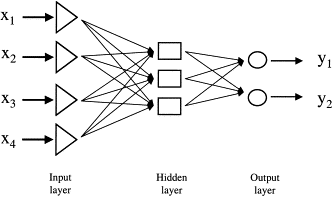 x1
x2
x3
x4
y1
y2
Input layer
Hidden layer
Output layer